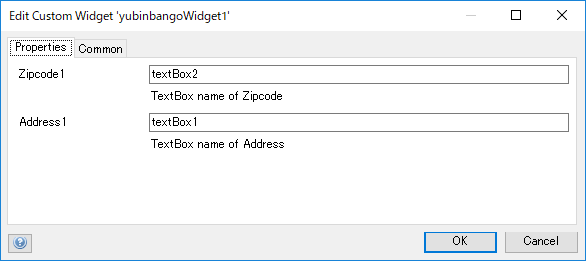 Edit Custom Widget 'yubinbangoWidget1'
Properties Common
Zipcode1 textBox2
TextBox name of Zipcode
Address1 textBox1
TextBox name of Address
? OK Cancel